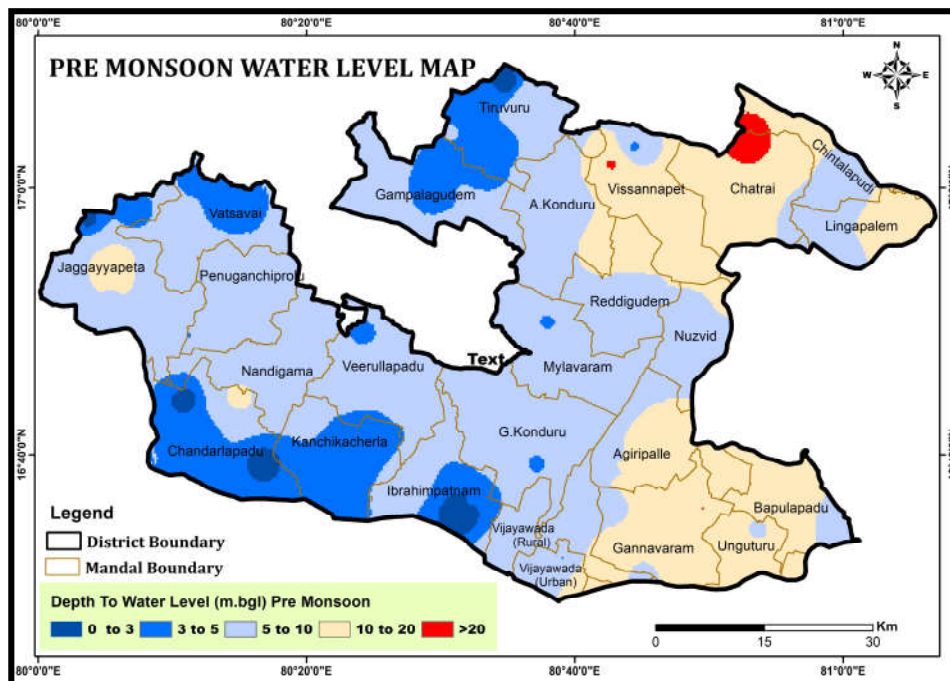 80°0'0"E 80°20'0"E 80°40'0"E 81°0'0"E
PRE MONSOON WATER LEVEL MAP
N
W E
S
Tiruvuru
Chintalapudi
17°0'0"N
Gampalagudem
Vissannapet
Chatrai
A.Konduru
Vatsavai
Lingapalem
Jaggayyapeta
Penuganchiprolu
Reddigudem
Nuzvid
Text
Veerullapadu
Mylavaram
Nandigama
G.Konduru
Kanchikacherla
Chandarlapadu
16°40'0"N
Agiripalle
Ibrahimpatnam
Bapulapadu
Vijayawada
(Rural)
Gannavaram
Unguturu
Vijayawada
(Urban)
Legend
District Boundary
Mandal Boundary
Depth To Water Level (m.bgl) Pre Monsoon
0 to 3 3 to 5 5 to 10 10 to 20 >20
Km
0 15 30
80°0'0"E 80°20'0"E 80°40'0"E 81°0'0"E